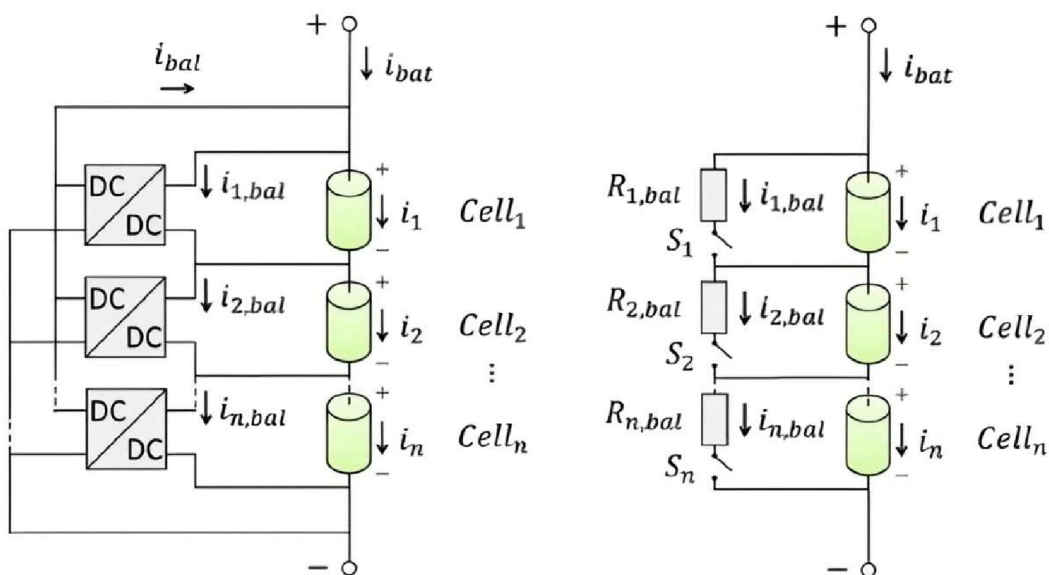 +
i_bat
i_bal
DC
DC
i_1,bal
+
i_1
−
Cell_1
DC
DC
i_2,bal
+
i_2
−
Cell_2
⋮
DC
DC
i_n,bal
+
i_n
−
Cell_n
−
+
i_bat
R_1,bal
i_1,bal
S_1
+
i_1
−
Cell_1
R_2,bal
i_2,bal
S_2
+
i_2
−
Cell_2
⋮
R_n,bal
i_n,bal
S_n
+
i_n
−
Cell_n
−